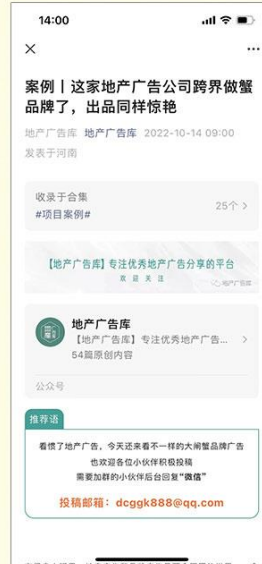 14:00
案例丨这家地产广告公司跨界做蟹
品牌了，出品同样惊艳
地产广告库 地产广告库 2022-10-14 09:00
发表于河南
收录于合集
#项目案例#
25个
【地产广告库】专注优秀地产广告分享的平台
欢迎关注
地产广告库
地产广告库
【地产广告库】专注优秀地产广告...
54篇原创内容
公众号
推荐语
看惯了地产广告，今天还来看不一样的大闸蟹品牌广告
也欢迎各位小伙伴积极投稿
需要加群的小伙伴后台回复“微信”
投稿邮箱：dcggk888@qq.com